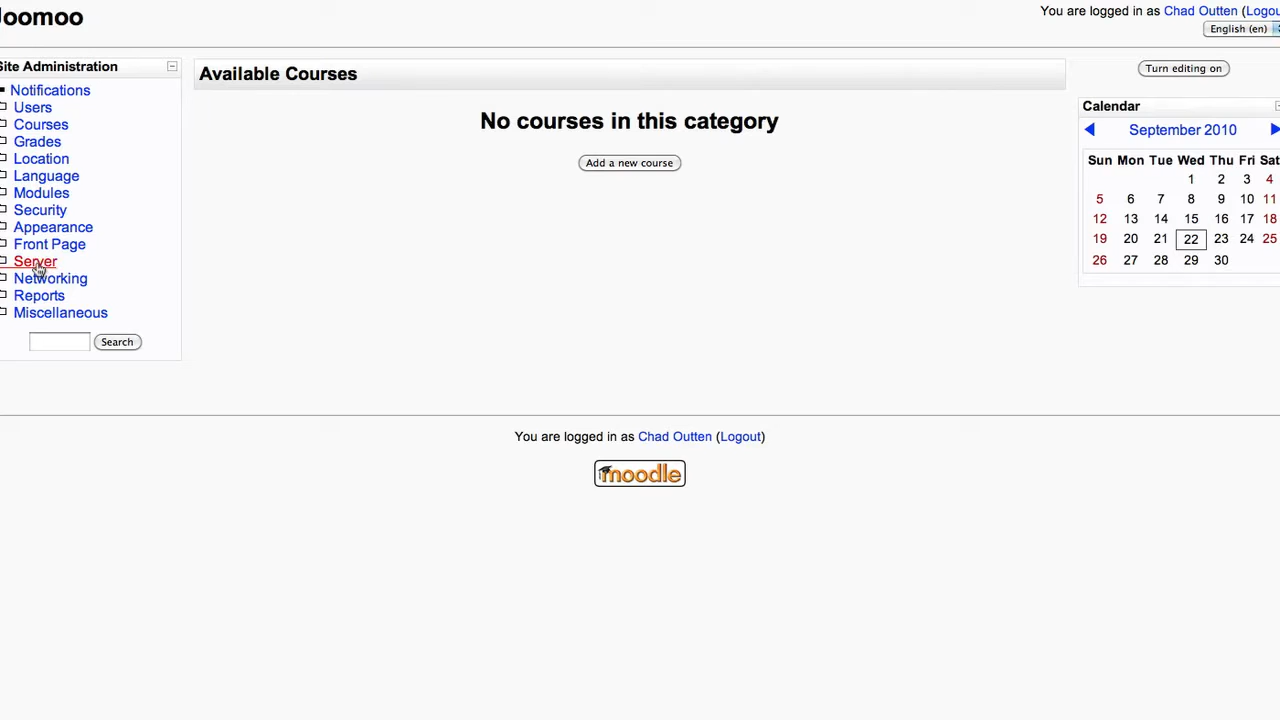 Joomoo
You are logged in as Chad Outten (Logou
English (en)
Site Administration
Notifications
Users
Courses
Grades
Location
Language
Modules
Security
Appearance
Front Page
Server
Networking
Reports
Miscellaneous
Search
Available Courses
No courses in this category
Add a new course
Turn editing on
Calendar
September 2010
Sun Mon Tue Wed Thu Fri Sat
1 2 3 4
5 6 7 8 9 10 11
12 13 14 15 16 17 18
19 20 21 22 23 24 25
26 27 28 29 30
You are logged in as Chad Outten (Logout)
moodle